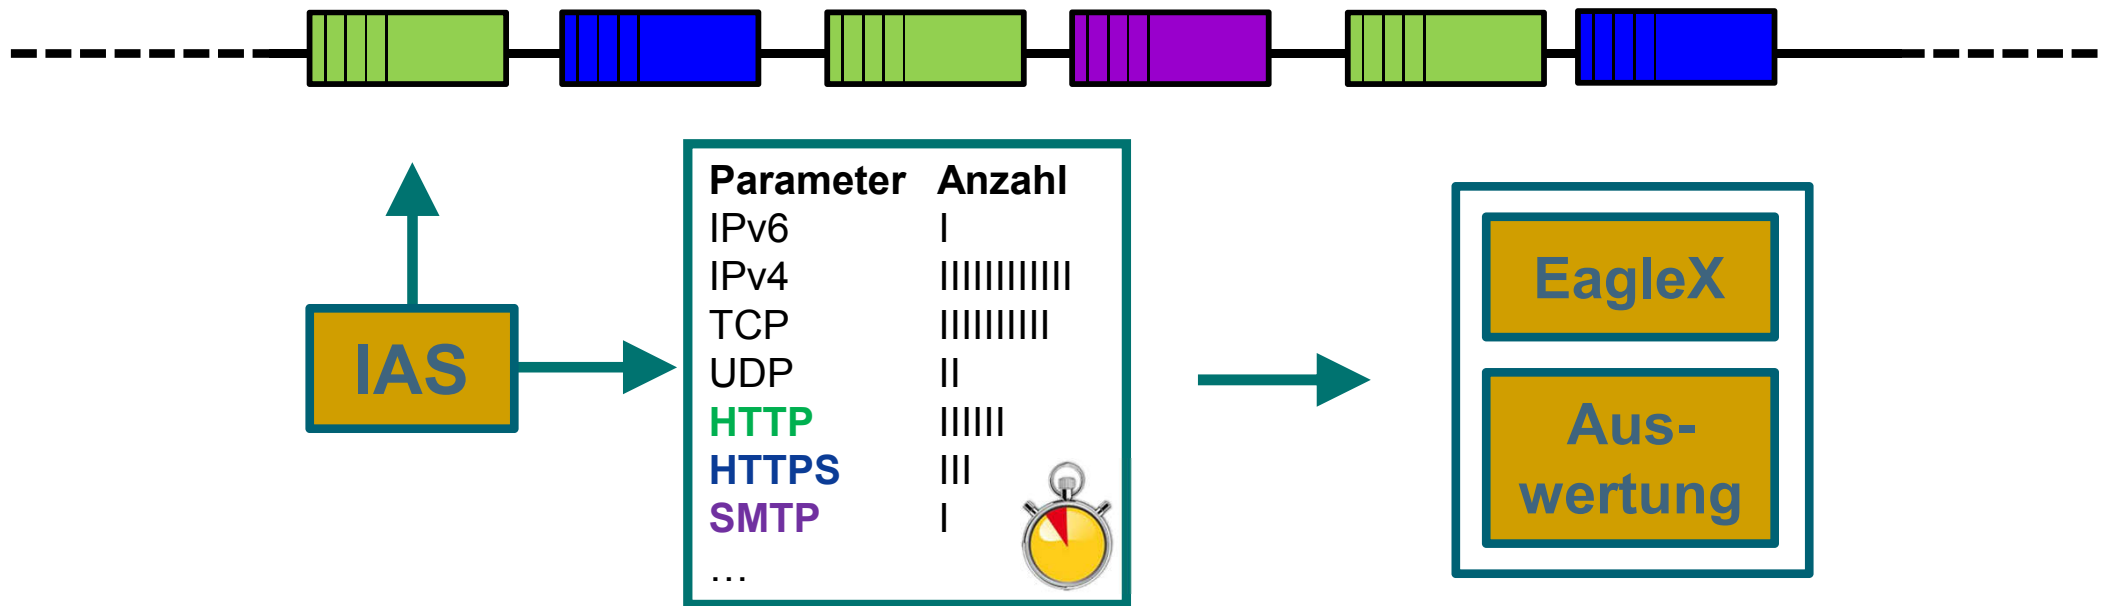 Parameter Anzahl
IPv6 I
IPv4 IIIIIIIIIIII
TCP IIIIIIIIII
UDP II
HTTP IIIIII
HTTPS III
SMTP I
…
IAS
EagleX
Aus-
wertung